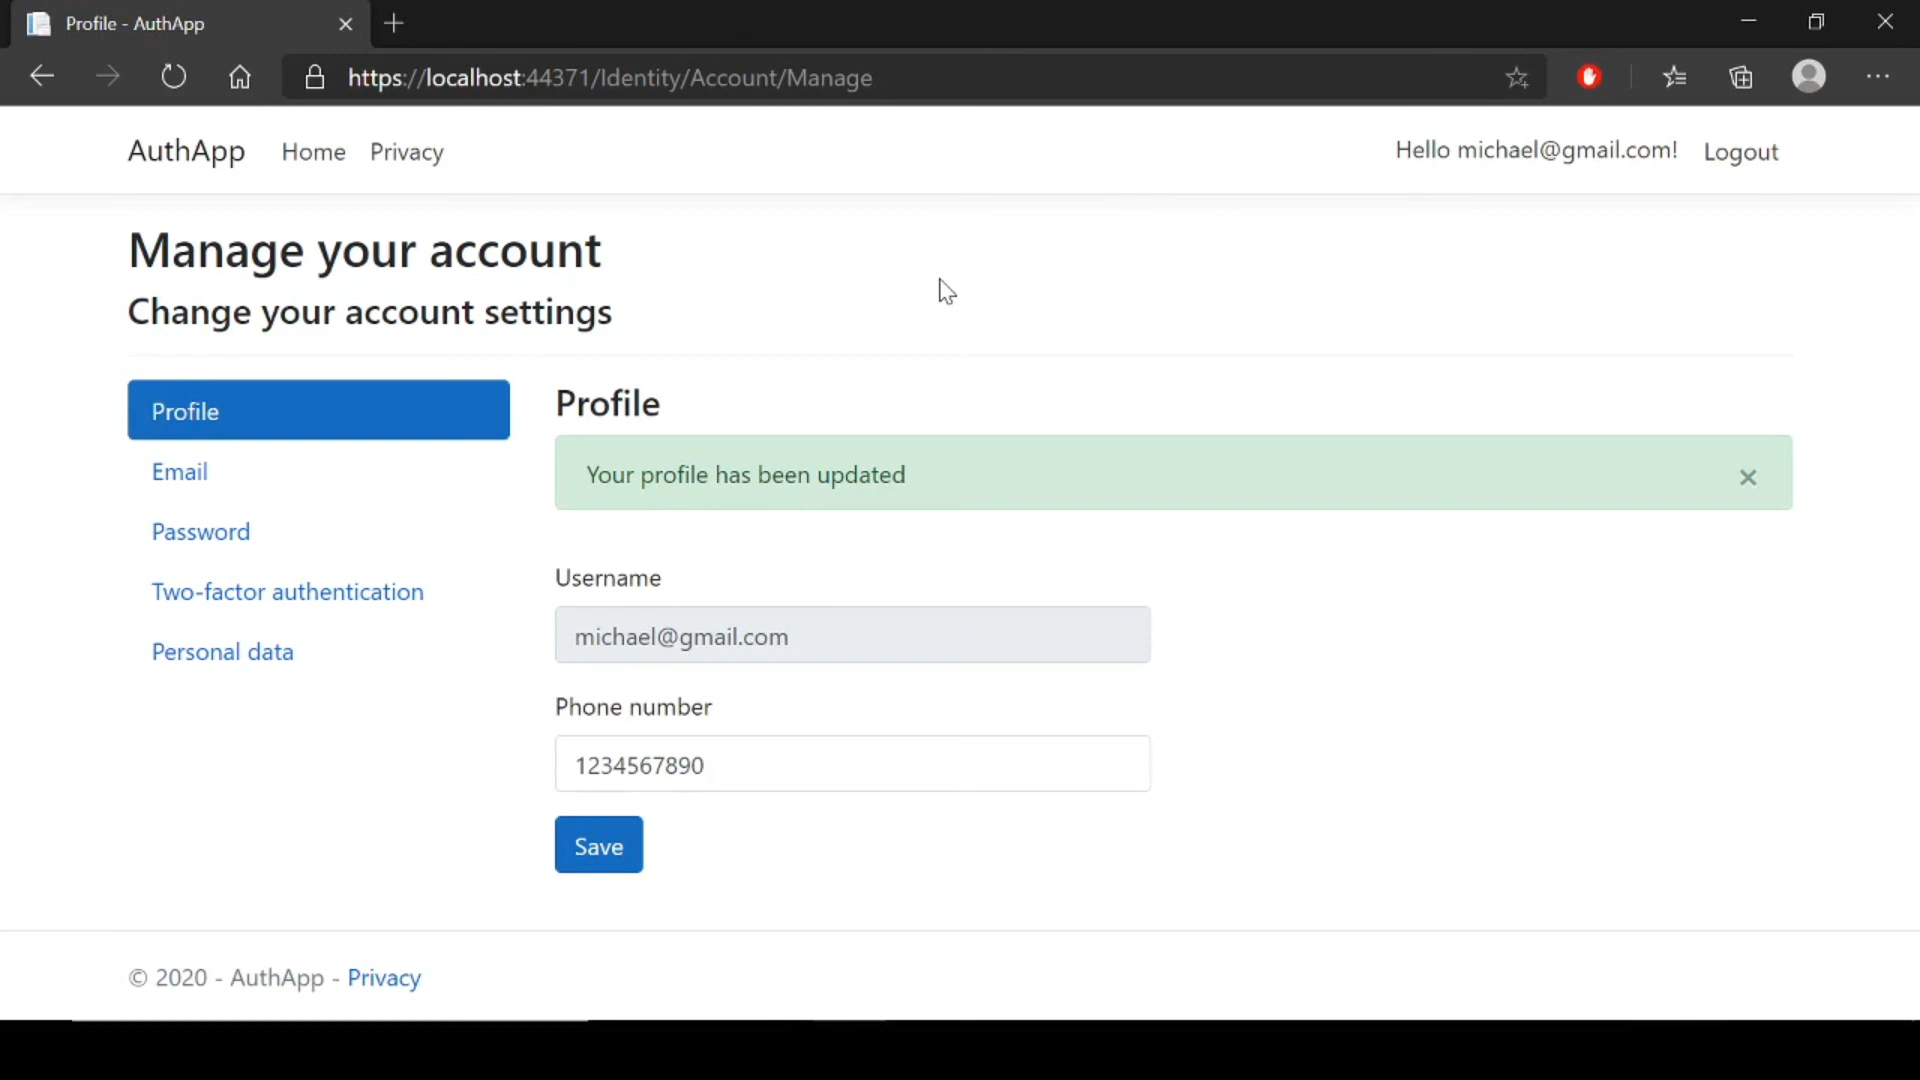 Profile - AuthApp
https://localhost:44371/Identity/Account/Manage
AuthApp Home Privacy Hello michael@gmail.com! Logout
Manage your account
Change your account settings
Profile
Email
Password
Two-factor authentication
Personal data
Profile
Your profile has been updated
Username
michael@gmail.com
Phone number
1234567890
Save
© 2020 - AuthApp - Privacy